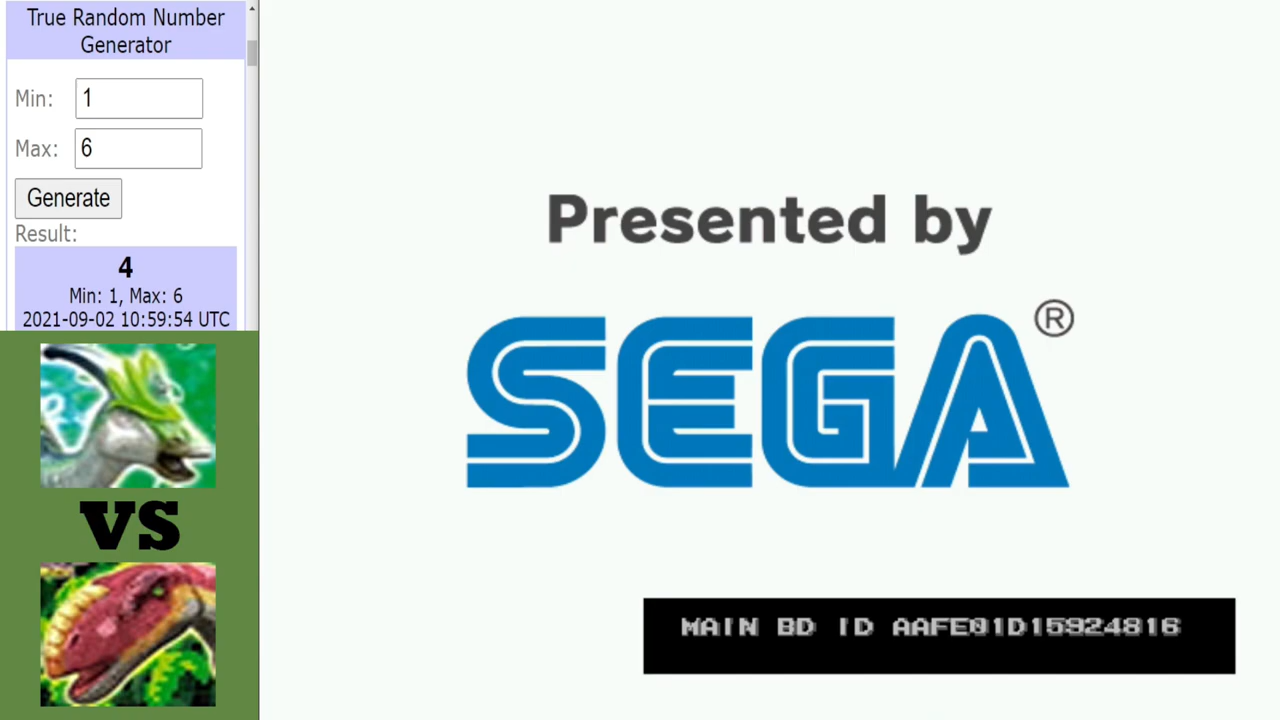 True Random Number
Generator
Min: 1
Max: 6
Generate
Result:
4
Min: 1, Max: 6
2021-09-02 10:59:54 UTC
VS
Presented by
SEGA®
MAIN BD ID AAFE01D15924816